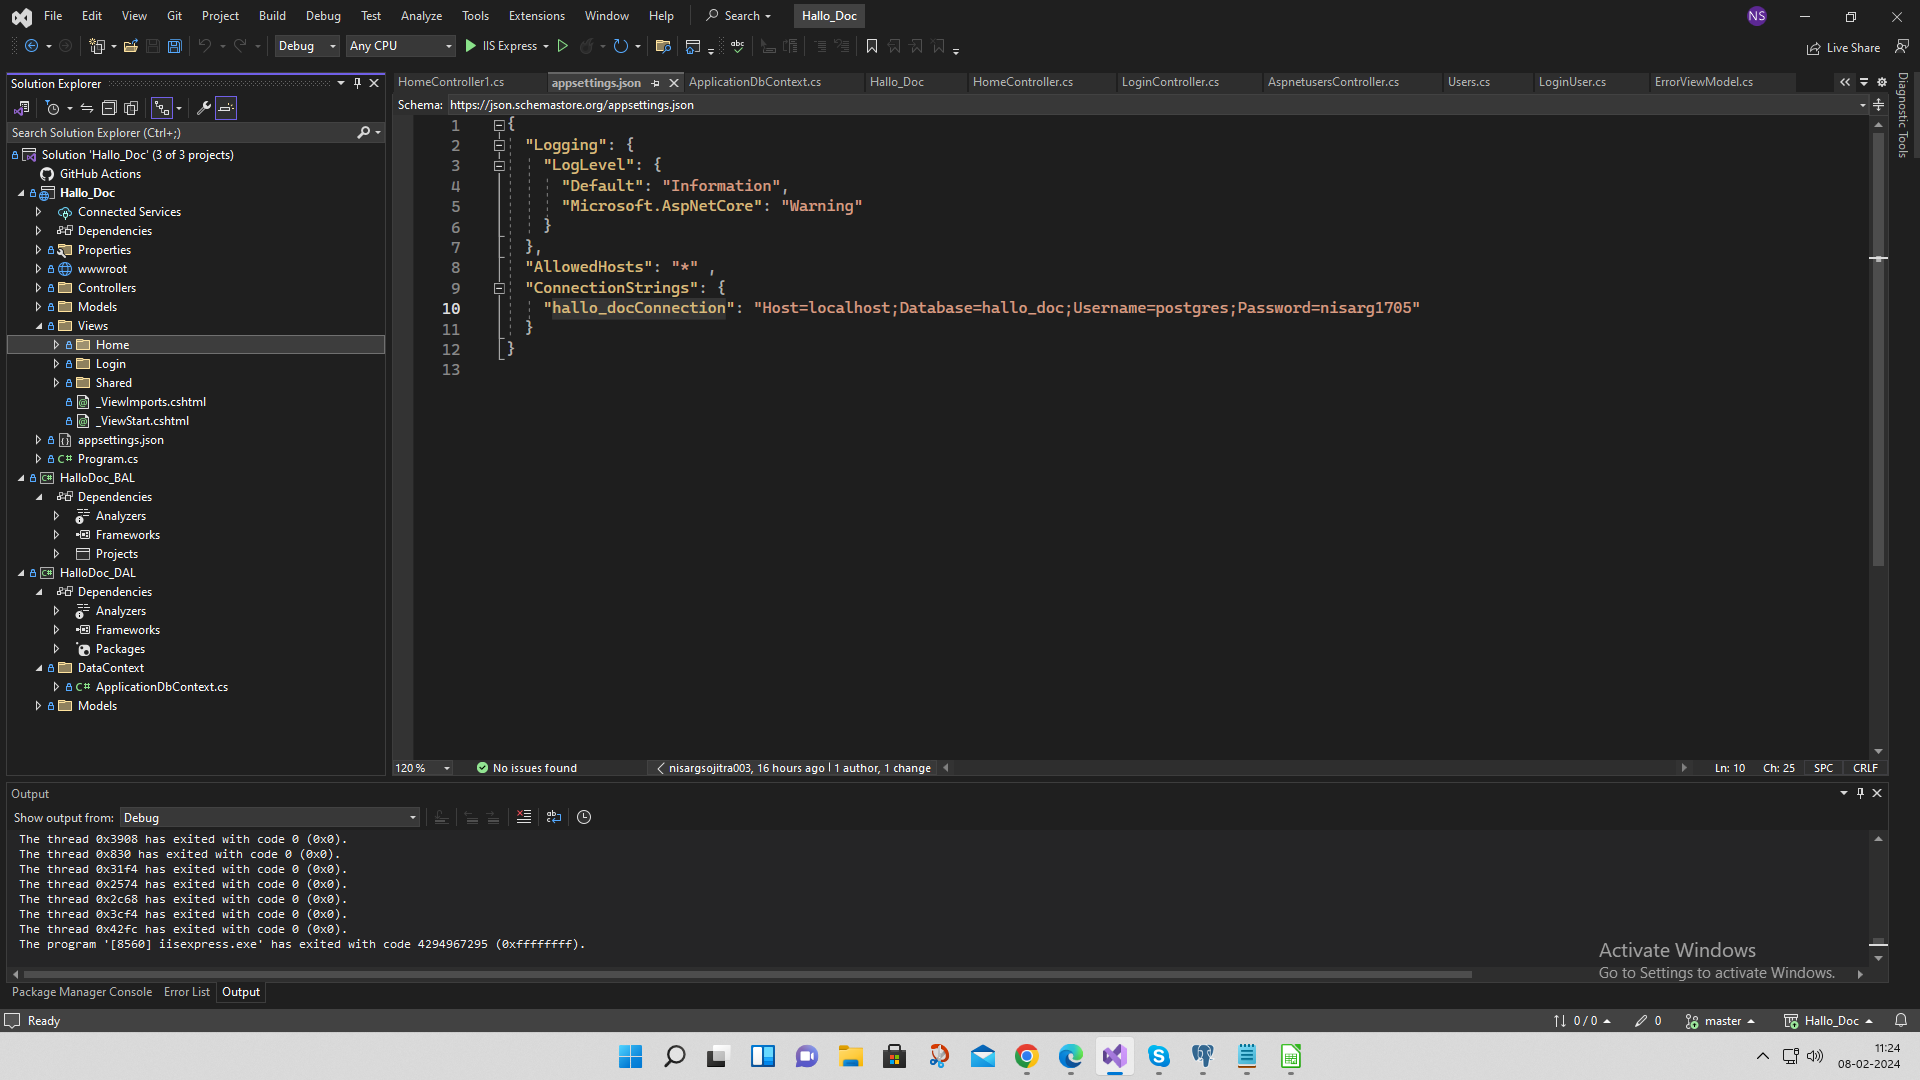 File Edit View Git Project Build Debug Test Analyze Tools Extensions Window Help Search Hallo_Doc NS
Debug Any CPU IIS Express Live Share
Solution Explorer
Search Solution Explorer (Ctrl+;)
Solution 'Hallo_Doc' (3 of 3 projects)
GitHub Actions
Hallo_Doc
Connected Services
Dependencies
Properties
wwwroot
Controllers
Models
Views
Home
Login
Shared
_ViewImports.cshtml
_ViewStart.cshtml
appsettings.json
C# Program.cs
HalloDoc_BAL
Dependencies
Analyzers
Frameworks
Projects
HalloDoc_DAL
Dependencies
Analyzers
Frameworks
Packages
DataContext
C# ApplicationDbContext.cs
Models
HomeController1.cs appsettings.json ApplicationDbContext.cs Hallo_Doc HomeController.cs LoginController.cs AspnetusersController.cs Users.cs LoginUser.cs ErrorViewModel.cs
Schema: https://json.schemastore.org/appsettings.json
1 {
2 "Logging": {
3 "LogLevel": {
4 "Default": "Information",
5 "Microsoft.AspNetCore": "Warning"
6 }
7 },
8 "AllowedHosts": "*" ,
9 "ConnectionStrings": {
10 "hallo_docConnection": "Host=localhost;Database=hallo_doc;Username=postgres;Password=nisarg1705"
11 }
12 }
13
120 % No issues found nisargsojitra003, 16 hours ago | 1 author, 1 change Ln: 10 Ch: 25 SPC CRLF
Diagnostic Tools
Output
Show output from: Debug
The thread 0x3908 has exited with code 0 (0x0).
The thread 0x830 has exited with code 0 (0x0).
The thread 0x31f4 has exited with code 0 (0x0).
The thread 0x2574 has exited with code 0 (0x0).
The thread 0x2c68 has exited with code 0 (0x0).
The thread 0x3cf4 has exited with code 0 (0x0).
The thread 0x42fc has exited with code 0 (0x0).
The program '[8560] iisexpress.exe' has exited with code 4294967295 (0xffffffff).
Activate Windows
Go to Settings to activate Windows.
Package Manager Console Error List Output
Ready 0 / 0 0 master Hallo_Doc
11:24
08-02-2024